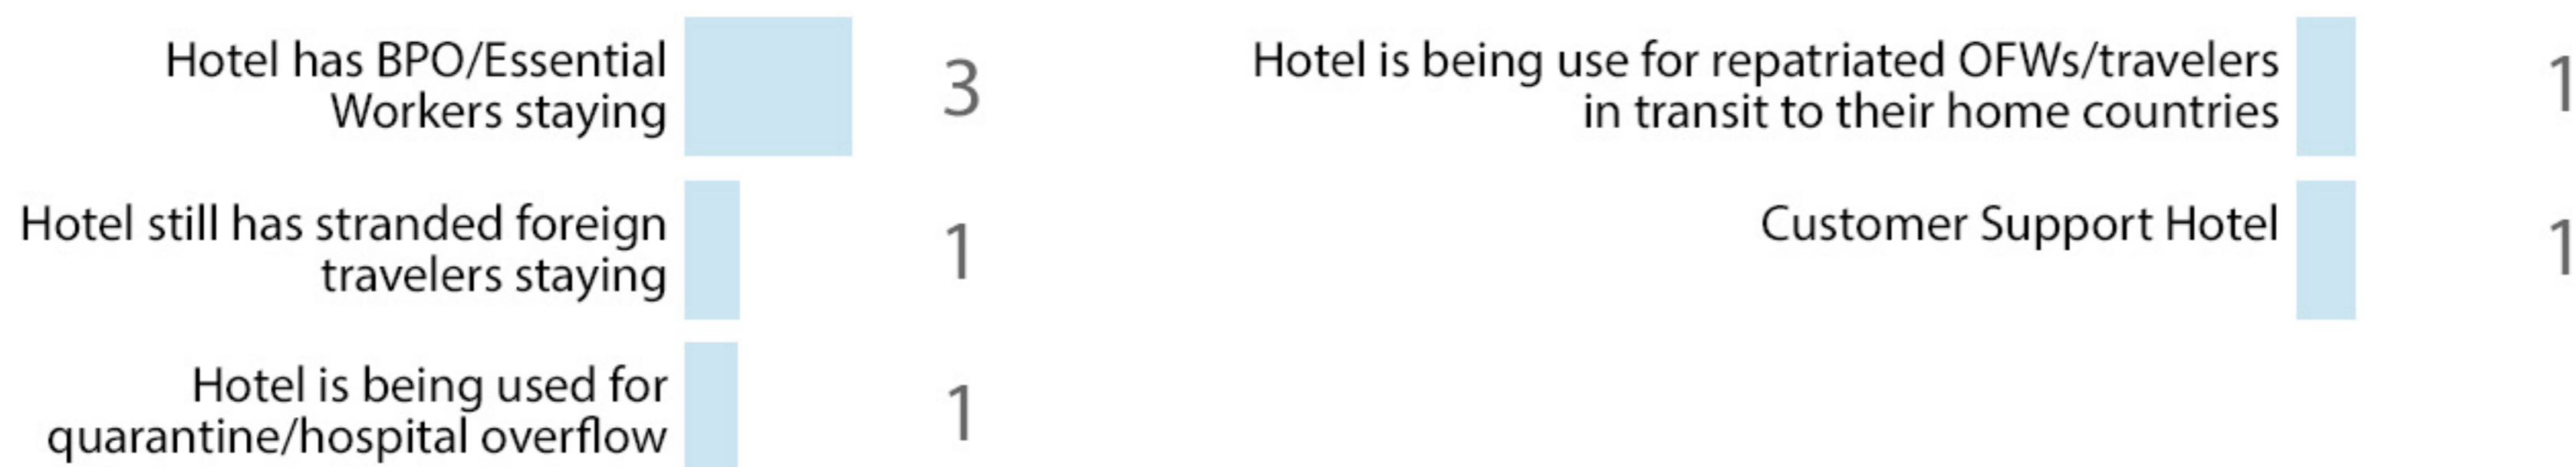 Hotel has BPO/Essential
Workers staying
3
Hotel still has stranded foreign
travelers staying
1
Hotel is being used for
quarantine/hospital overflow
1
Hotel is being use for repatriated OFWs/travelers
in transit to their home countries
1
Customer Support Hotel
1